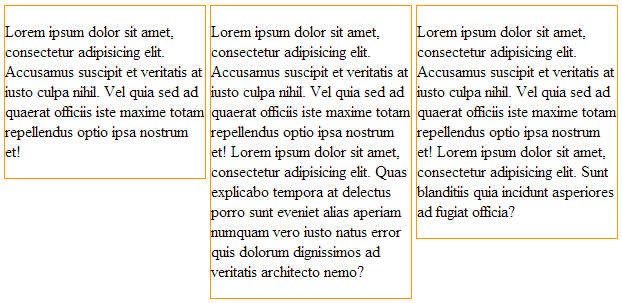 Lorem ipsum dolor sit amet,
consectetur adipisicing elit.
Accusamus suscipit et veritatis at
iusto culpa nihil. Vel quia sed ad
quaerat officiis iste maxime totam
repellendus optio ipsa nostrum
et!
Lorem ipsum dolor sit amet,
consectetur adipisicing elit.
Accusamus suscipit et veritatis at
iusto culpa nihil. Vel quia sed ad
quaerat officiis iste maxime totam
repellendus optio ipsa nostrum
et! Lorem ipsum dolor sit amet,
consectetur adipisicing elit. Quas
explicabo tempora at delectus
porro sunt eveniet alias aperiam
numquam vero iusto natus error
quis dolorum dignissimos ad
veritatis architecto nemo?
Lorem ipsum dolor sit amet,
consectetur adipisicing elit.
Accusamus suscipit et veritatis at
iusto culpa nihil. Vel quia sed ad
quaerat officiis iste maxime totam
repellendus optio ipsa nostrum
et! Lorem ipsum dolor sit amet,
consectetur adipisicing elit. Sunt
blanditiis quia incidunt asperiores
ad fugiat officia?